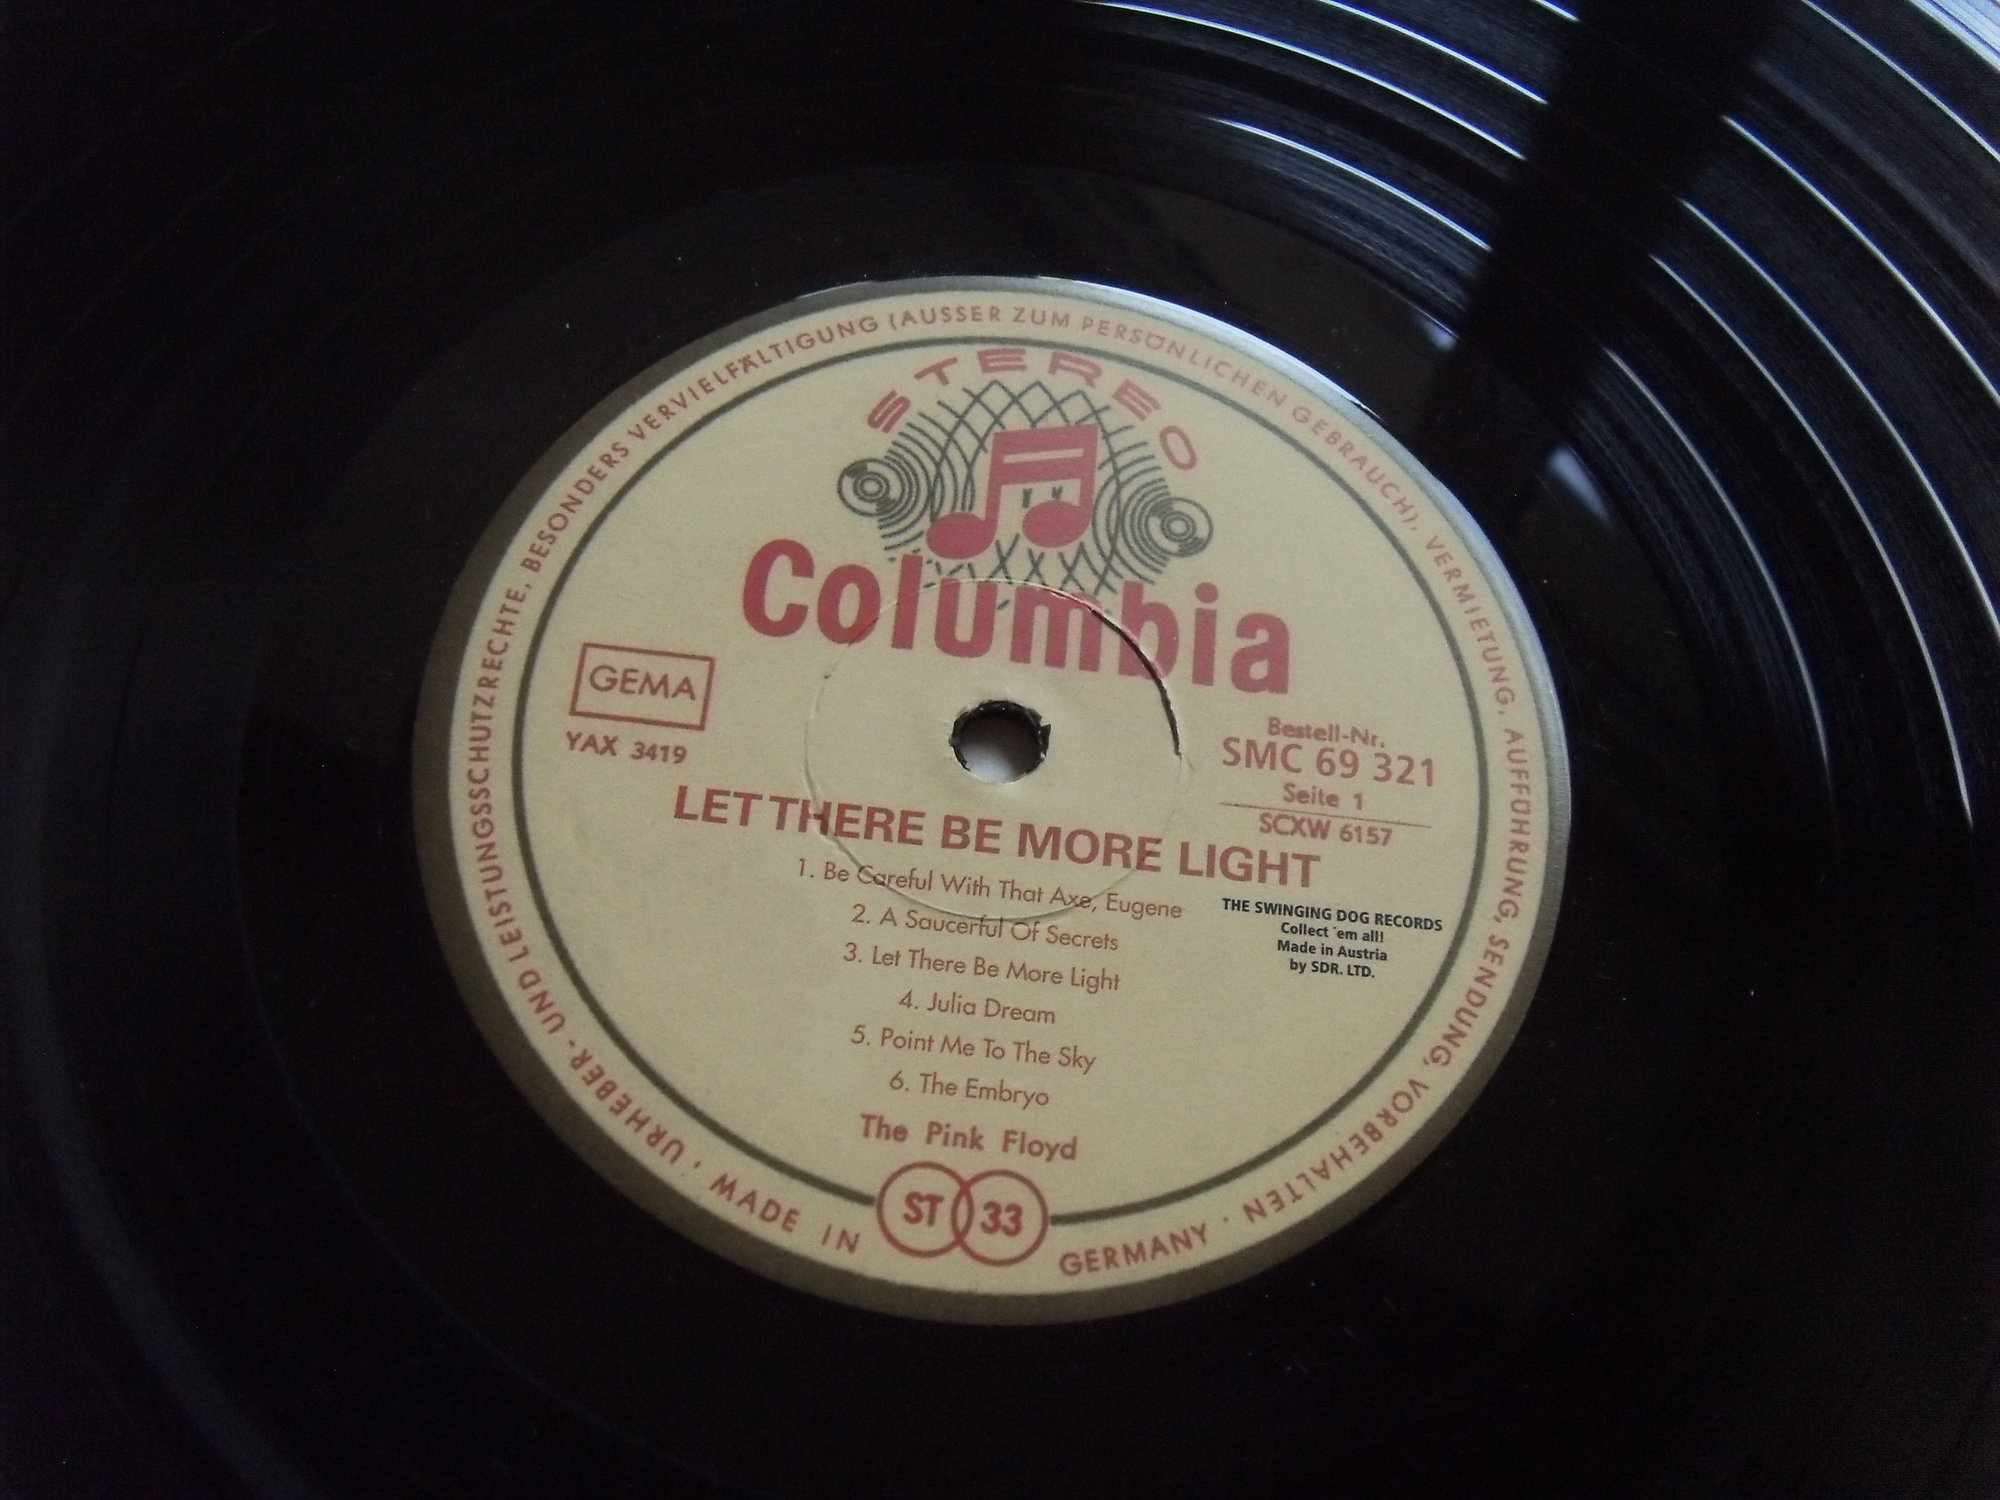 STEREO
Columbia
GEMA
YAX 3419
Bestell-Nr.
SMC 69 321
Seite 1
SCXW 6157
LET THERE BE MORE LIGHT
1. Be Careful With That Axe, Eugene
2. A Saucerful Of Secrets
3. Let There Be More Light
4. Julia Dream
5. Point Me To The Sky
6. The Embryo
The Pink Floyd
THE SWINGING DOG RECORDS
Collect 'em all!
Made in Austria
by SDR. LTD.
ST 33
MADE IN GERMANY
· URHEBER- UND LEISTUNGSSCHUTZRECHTE, BESONDERS VERVIELFÄLTIGUNG (AUSSER ZUM PERSÖNLICHEN GEBRAUCH), VERMIETUNG, AUFFÜHRUNG, SENDUNG, VORBEHALTEN ·